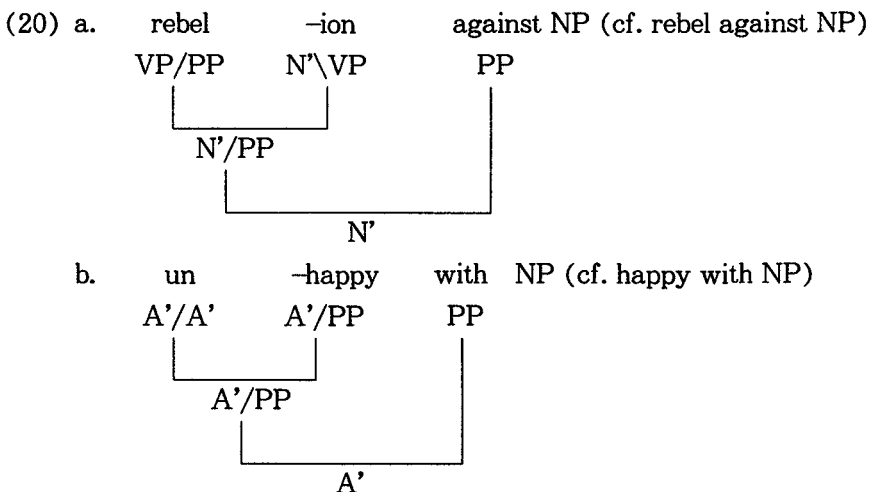 (20) a. rebel –ion against NP (cf. rebel against NP)
VP/PP N’\VP PP
N’/PP
N’
b. un –happy with NP (cf. happy with NP)
A’/A’ A’/PP PP
A’/PP
A’